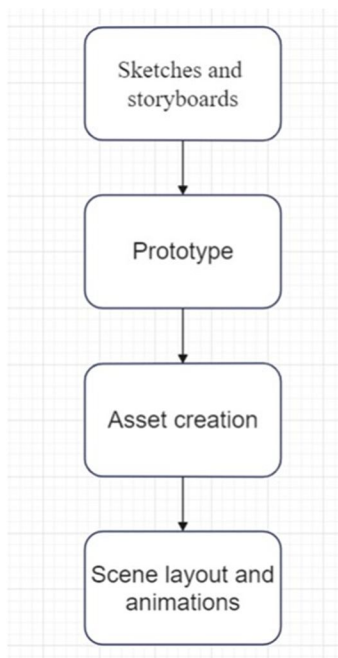 Sketches and
storyboards
Prototype
Asset creation
Scene layout and
animations